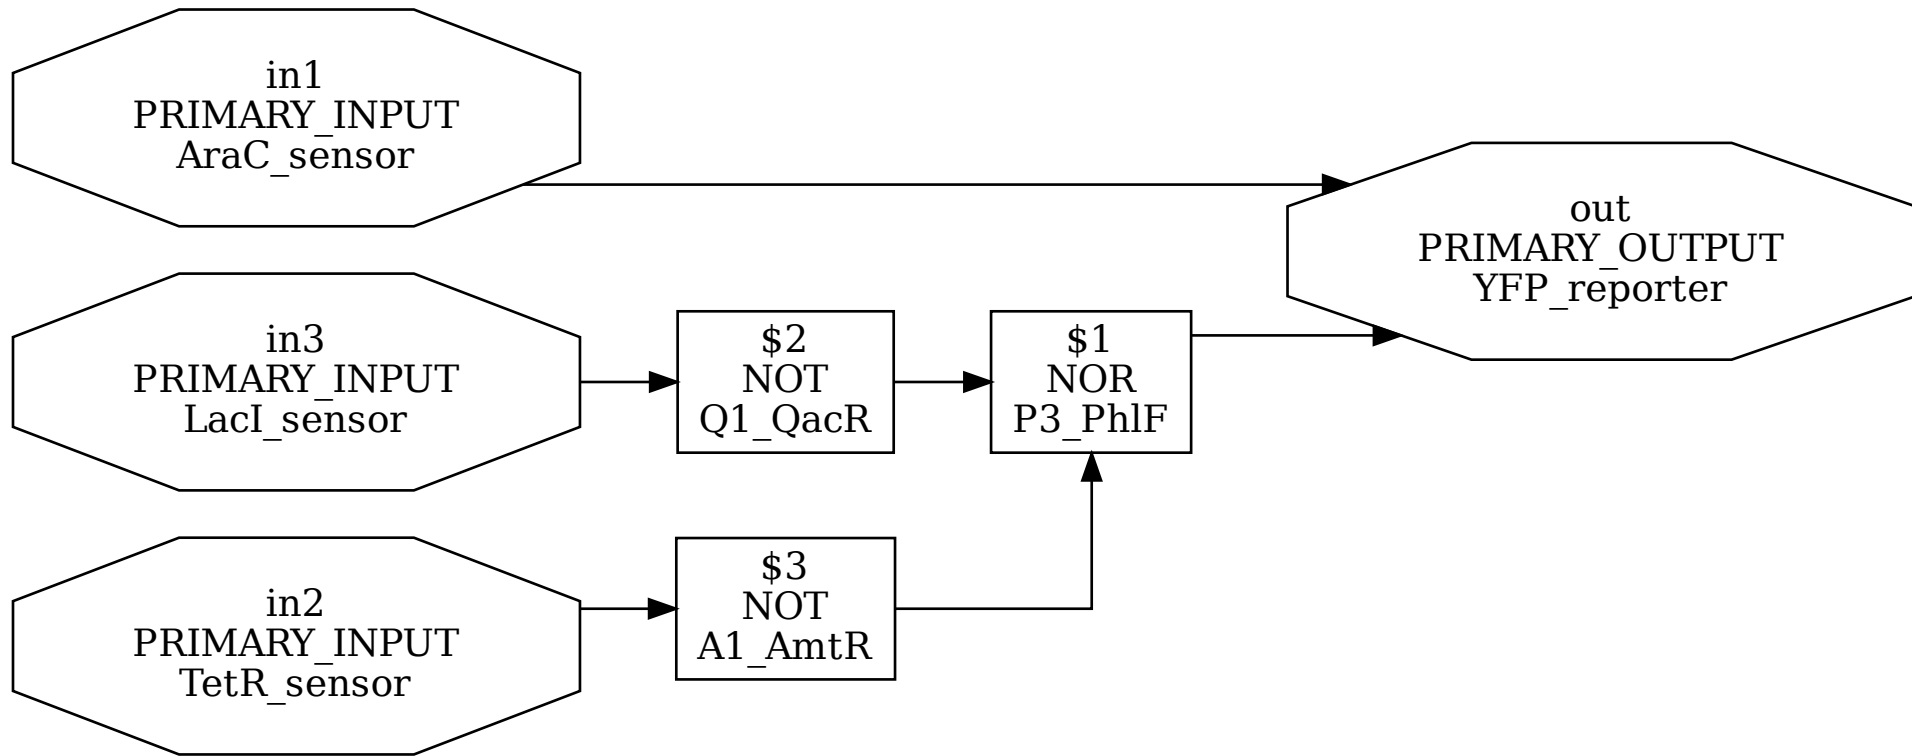 in1
PRIMARY_INPUT
AraC_sensor
out
PRIMARY_OUTPUT
YFP_reporter
in3
PRIMARY_INPUT
LacI_sensor
$2
NOT
Q1_QacR
$1
NOR
P3_PhlF
in2
PRIMARY_INPUT
TetR_sensor
$3
NOT
A1_AmtR